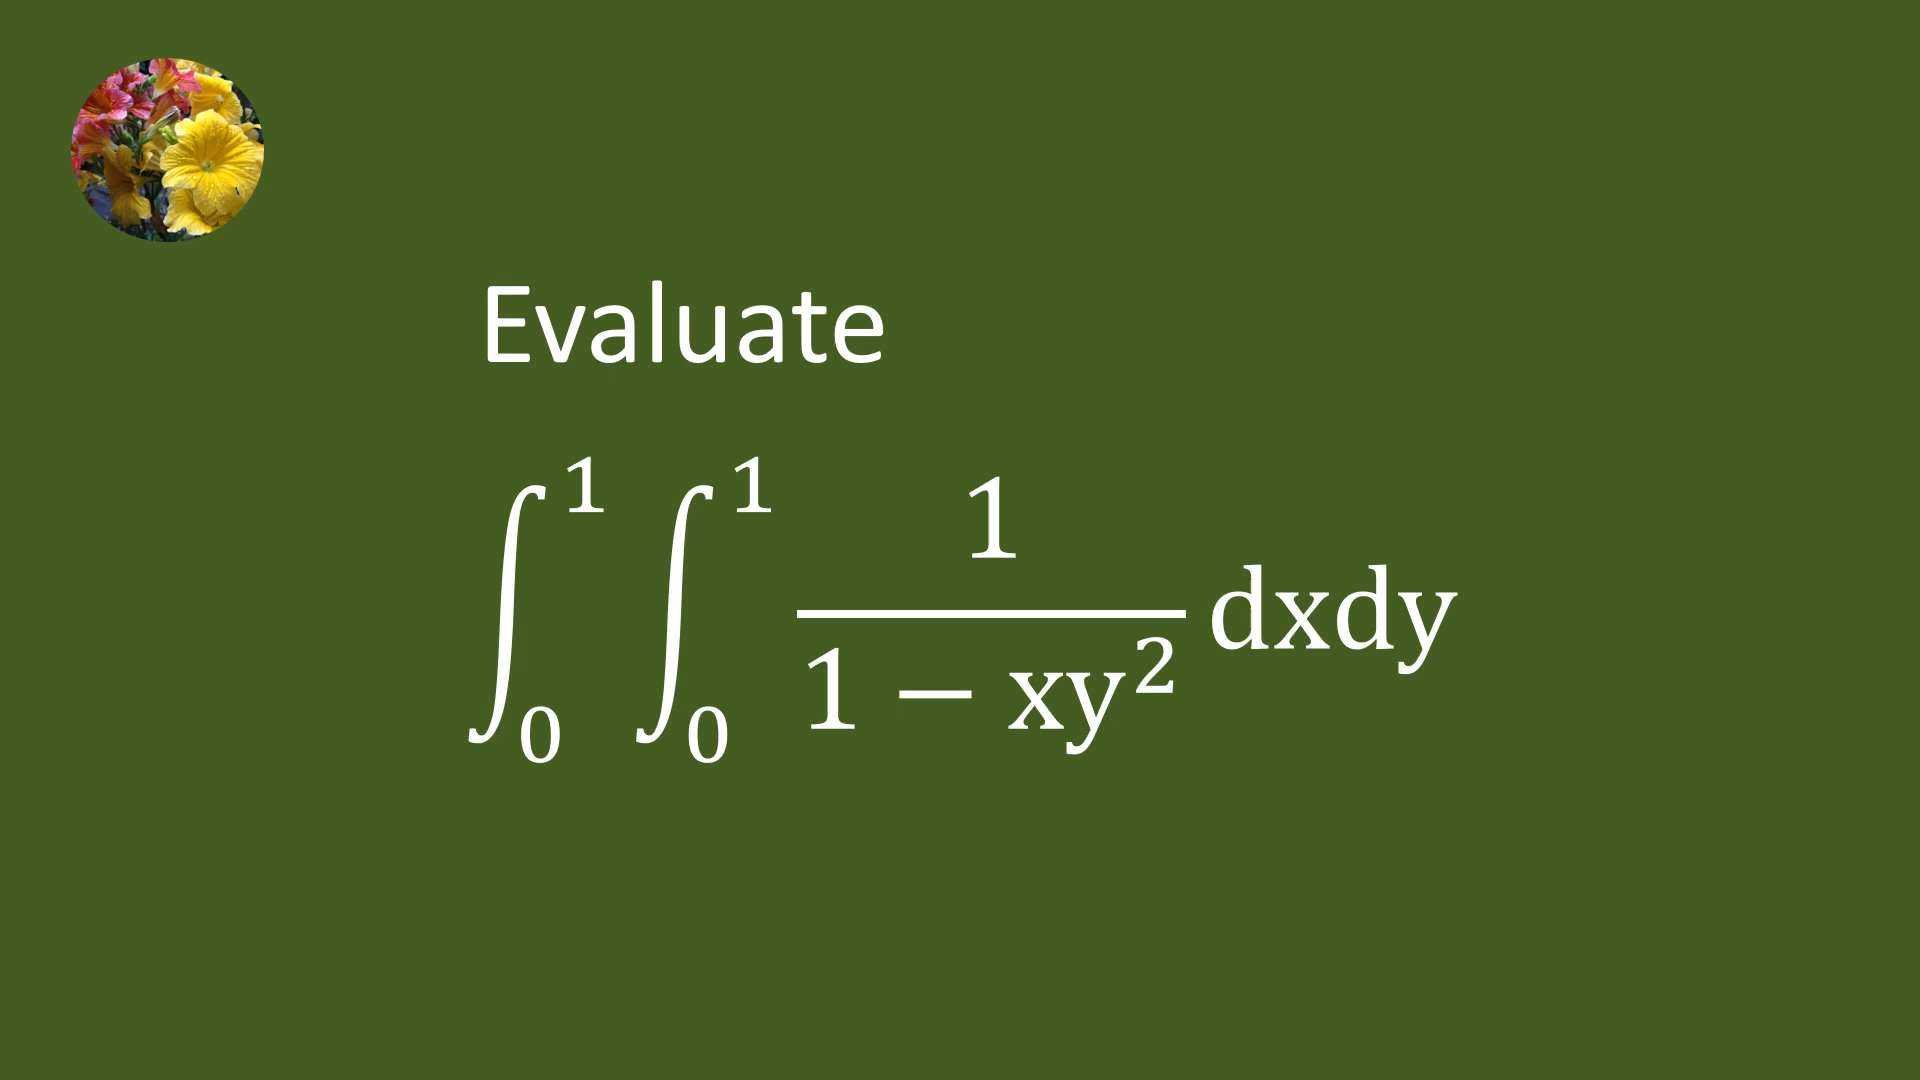 Evaluate
∫₀¹ ∫₀¹ 1/(1 − xy²) dxdy